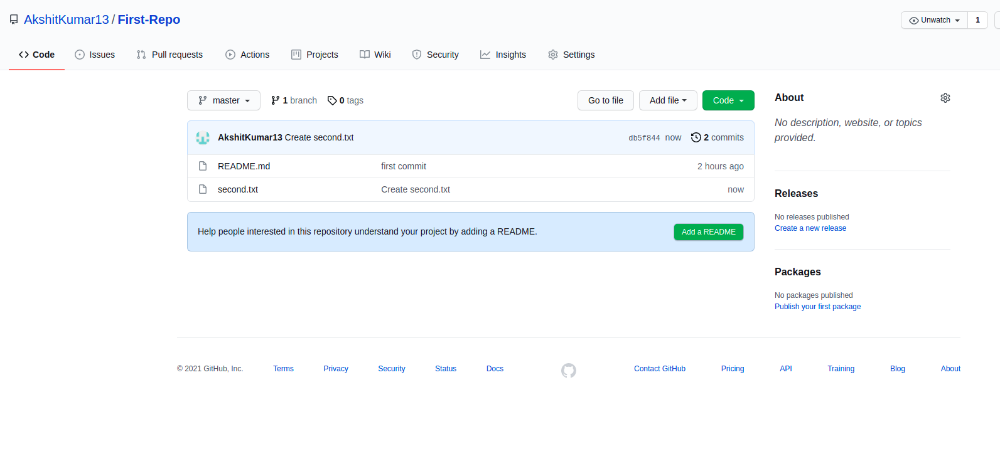 AkshitKumar13 / First-Repo
Unwatch 1
Code Issues Pull requests Actions Projects Wiki Security Insights Settings
master 1 branch 0 tags Go to file Add file Code
AkshitKumar13 Create second.txt db5f844 now 2 commits
README.md first commit 2 hours ago
second.txt Create second.txt now
Help people interested in this repository understand your project by adding a README. Add a README
About
No description, website, or topics
provided.
Releases
No releases published
Create a new release
Packages
No packages published
Publish your first package
© 2021 GitHub, Inc. Terms Privacy Security Status Docs Contact GitHub Pricing API Training Blog About